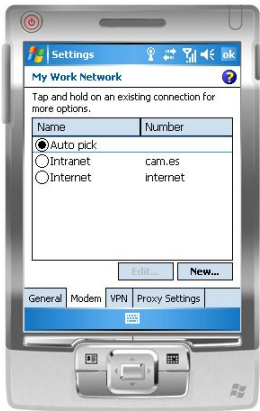 Settings
ok
My Work Network
?
Tap and hold on an existing connection for
more options.
Name Number
Auto pick
Intranet cam.es
Internet internet
Edit... New...
General Modem VPN Proxy Settings